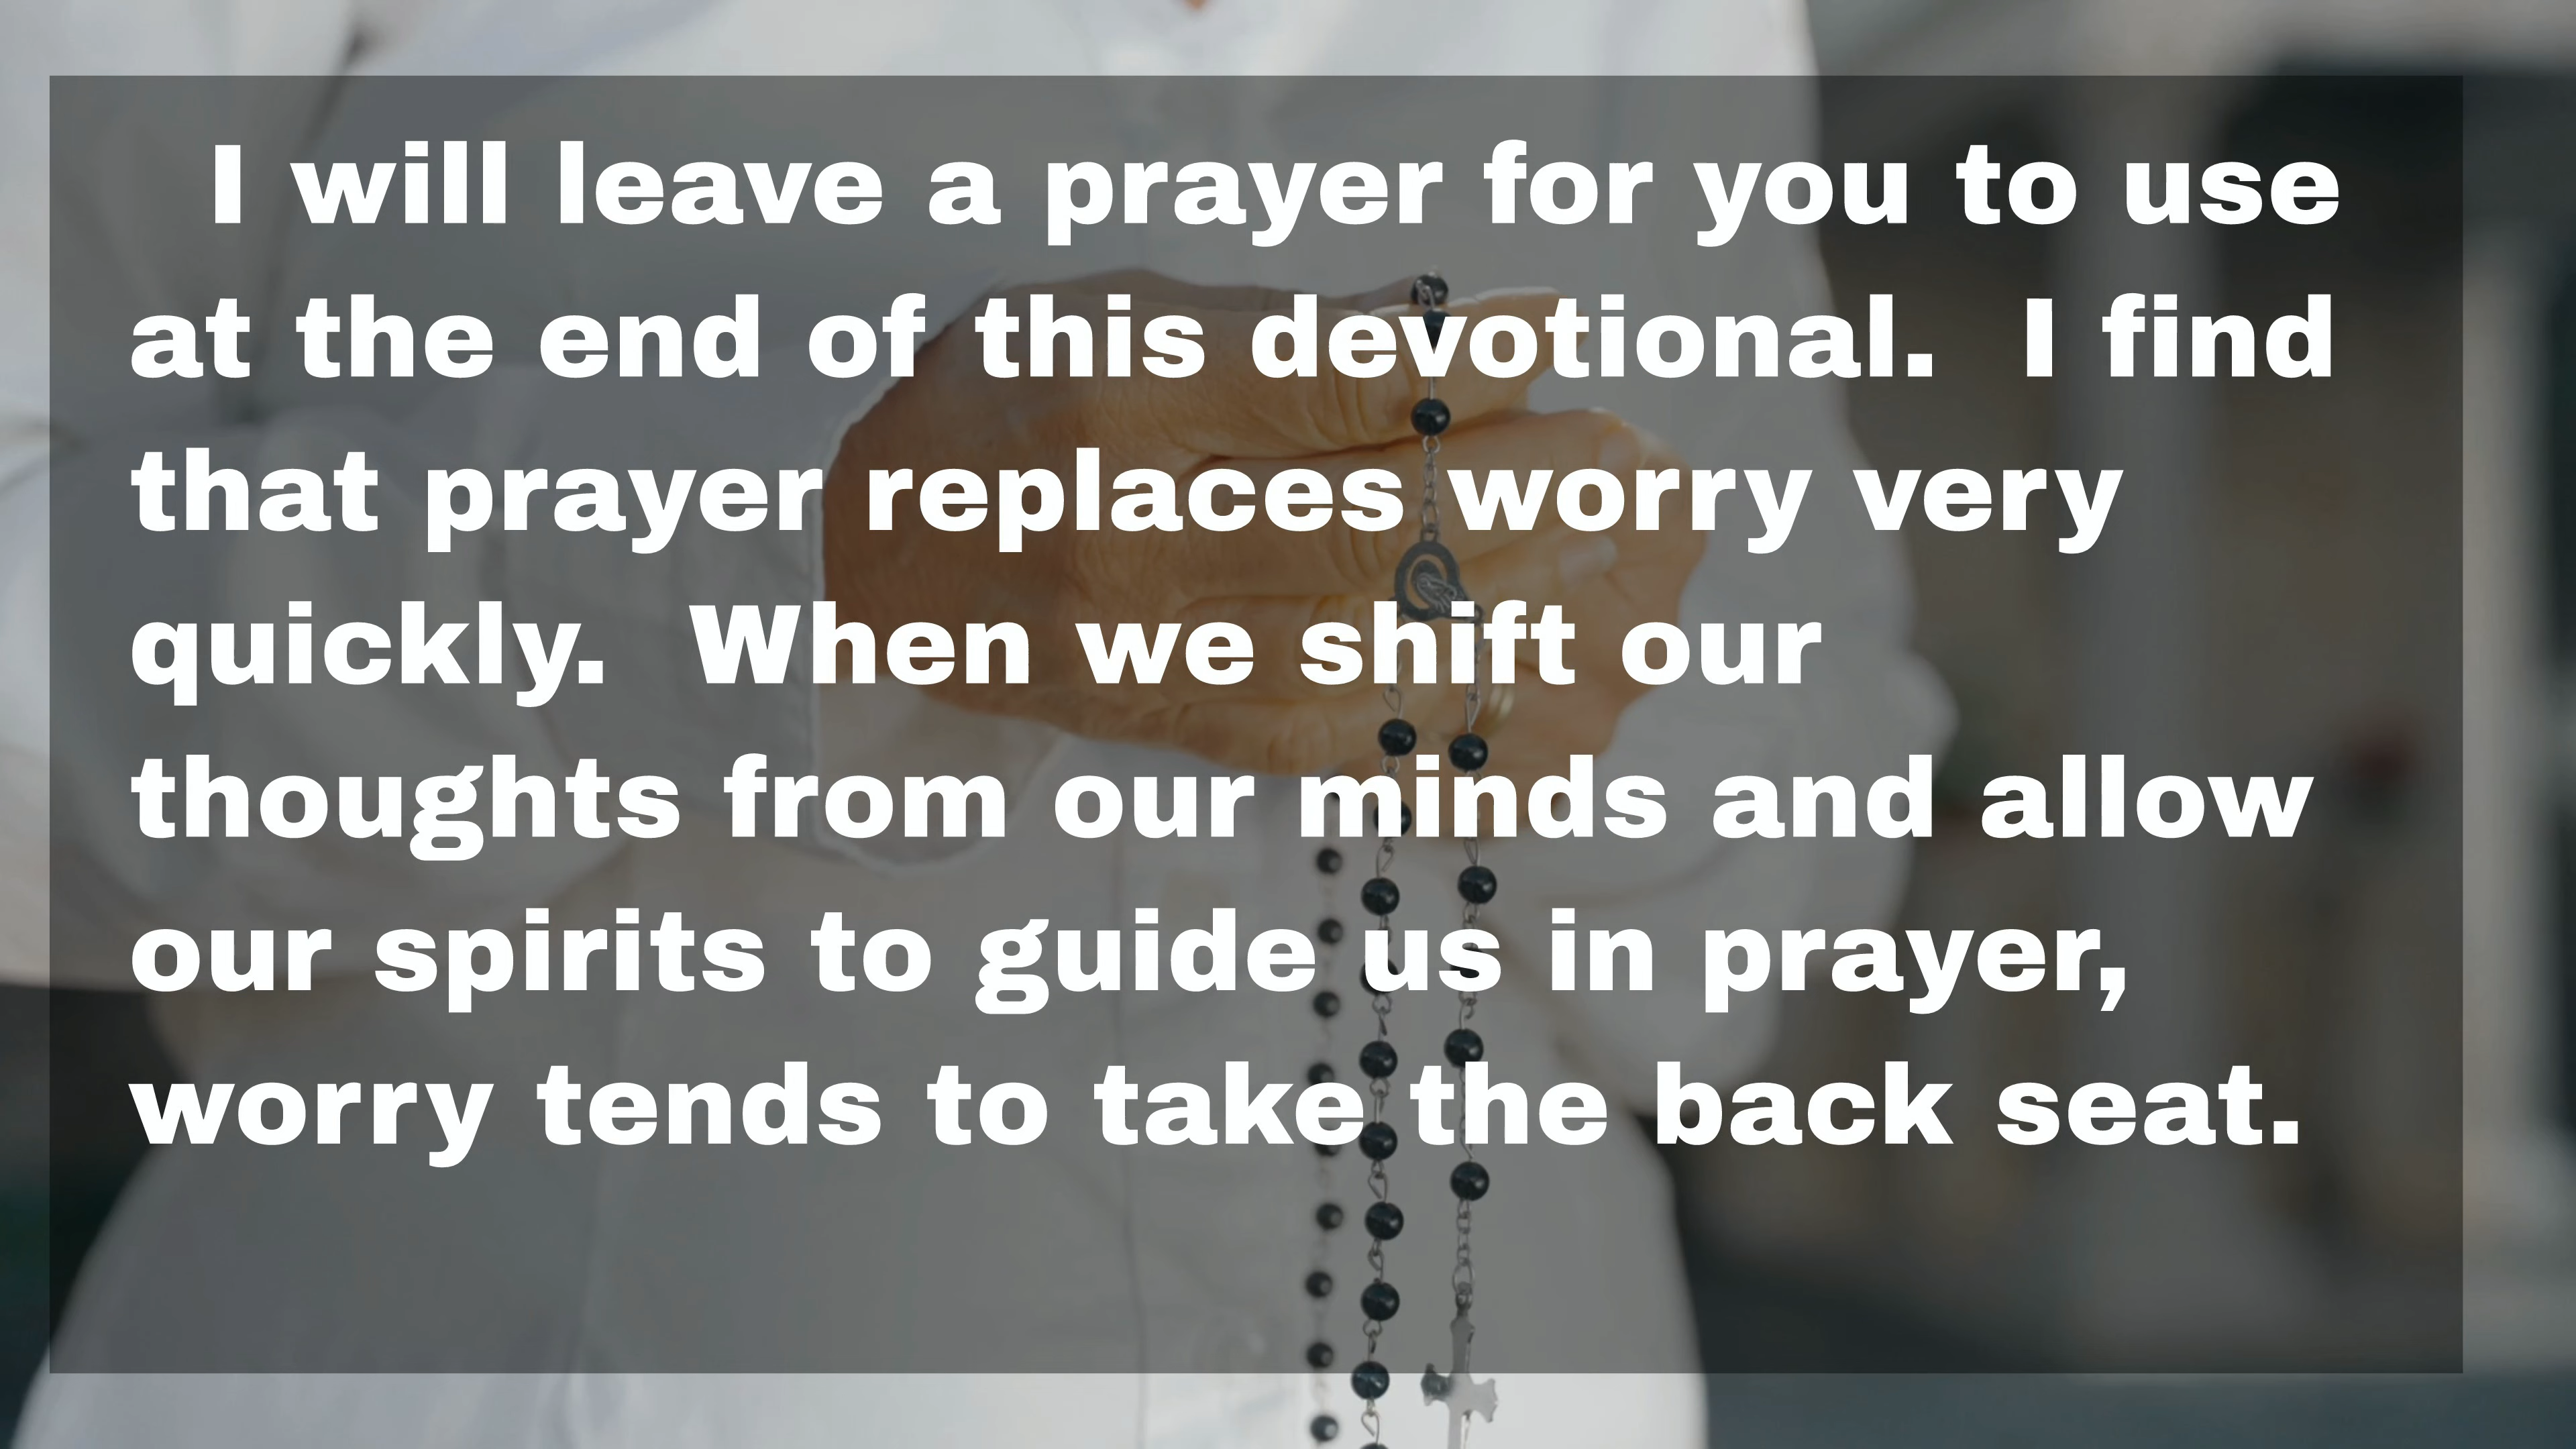 I will leave a prayer for you to use
at the end of this devotional.  I find
that prayer replaces worry very
quickly.  When we shift our
thoughts from our minds and allow
our spirits to guide us in prayer,
worry tends to take the back seat.